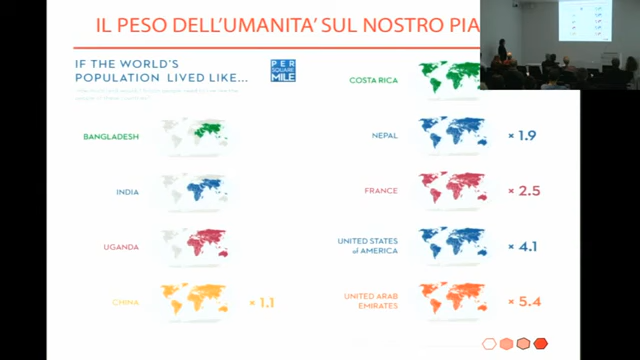 IL PESO DELL'UMANITA' SUL NOSTRO PIA
IF THE WORLD'S
POPULATION LIVED LIKE...
PER
SQUARE
MILE
BANGLADESH
INDIA
UGANDA
CHINA × 1.1
COSTA RICA
NEPAL × 1.9
FRANCE × 2.5
UNITED STATES
of AMERICA × 4.1
UNITED ARAB
EMIRATES × 5.4